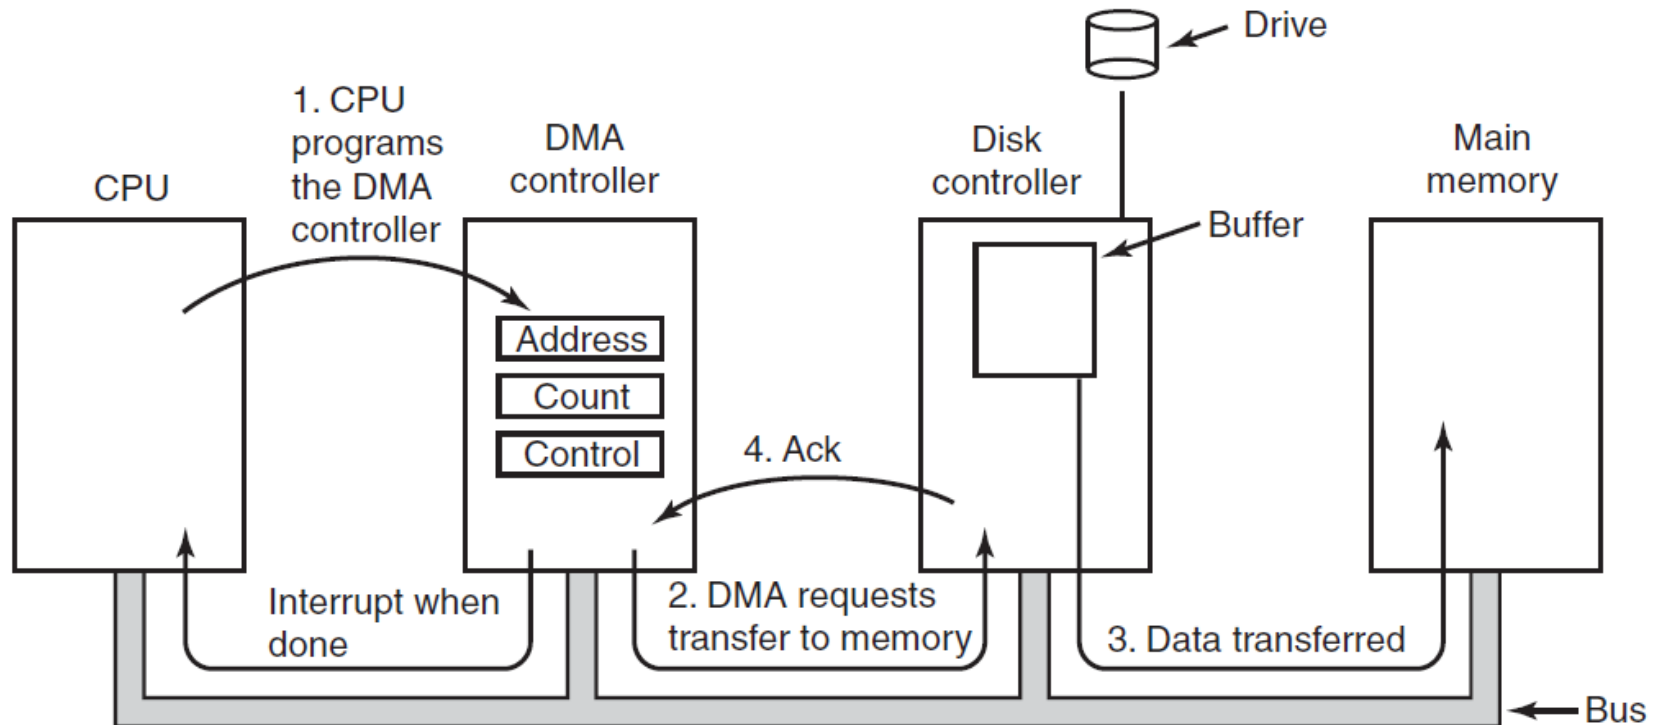 Drive
1. CPU
programs
the DMA
controller
CPU
DMA
controller
Disk
controller
Main
memory
Buffer
Address
Count
Control
4. Ack
Interrupt when
done
2. DMA requests
transfer to memory
3. Data transferred
Bus